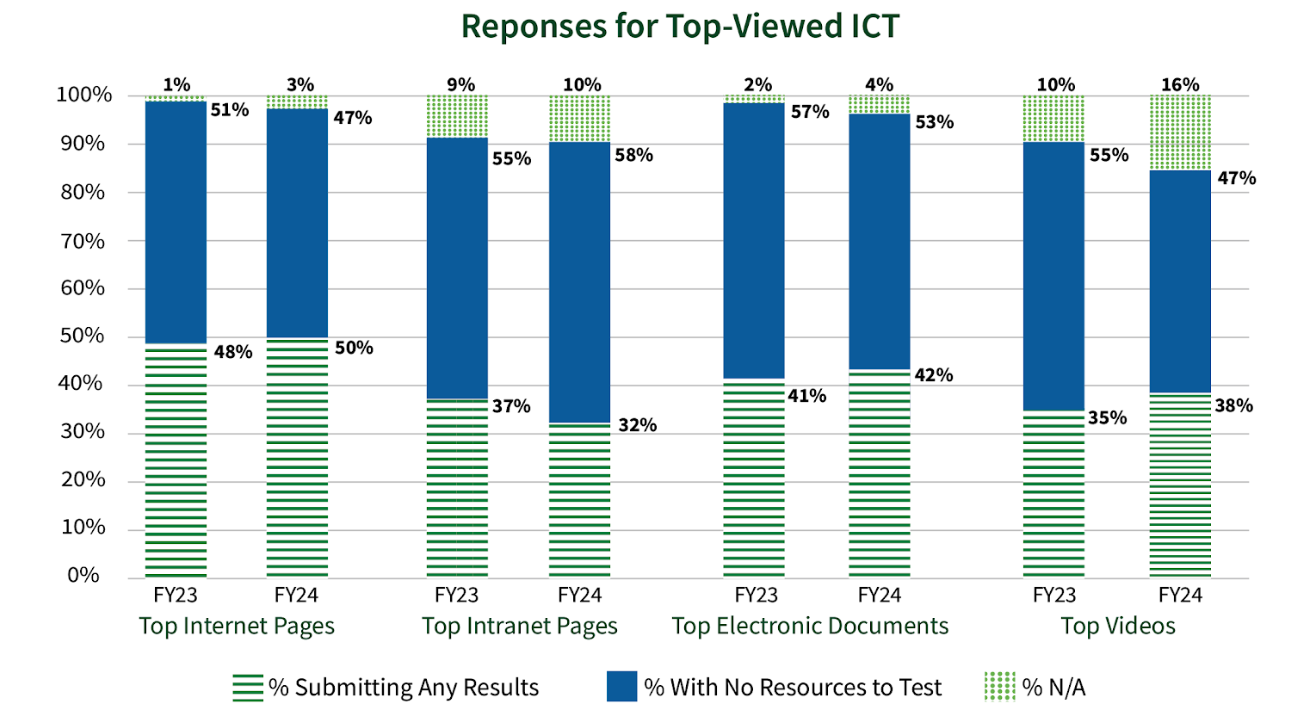 Reponses for Top-Viewed ICT
1% 3% 9% 10% 2% 4% 10% 16%
100%
90%
80%
70%
60%
50%
40%
30%
20%
10%
0%
51% 47% 55% 58% 57% 53% 55% 47%
48% 50% 37% 32% 41% 42% 35% 38%
FY23 FY24 FY23 FY24 FY23 FY24 FY23 FY24
Top Internet Pages Top Intranet Pages Top Electronic Documents Top Videos
% Submitting Any Results % With No Resources to Test % N/A